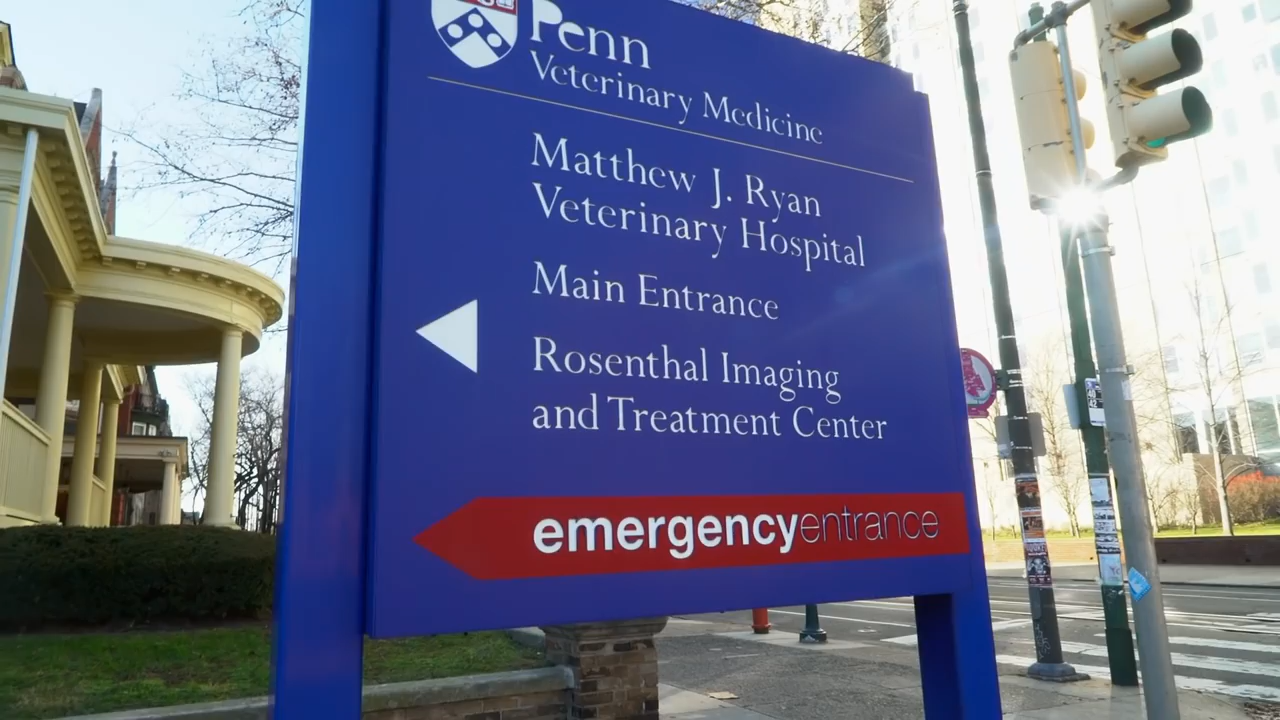 Penn
Veterinary Medicine
Matthew J. Ryan
Veterinary Hospital
Main Entrance
Rosenthal Imaging
and Treatment Center
emergencyentrance